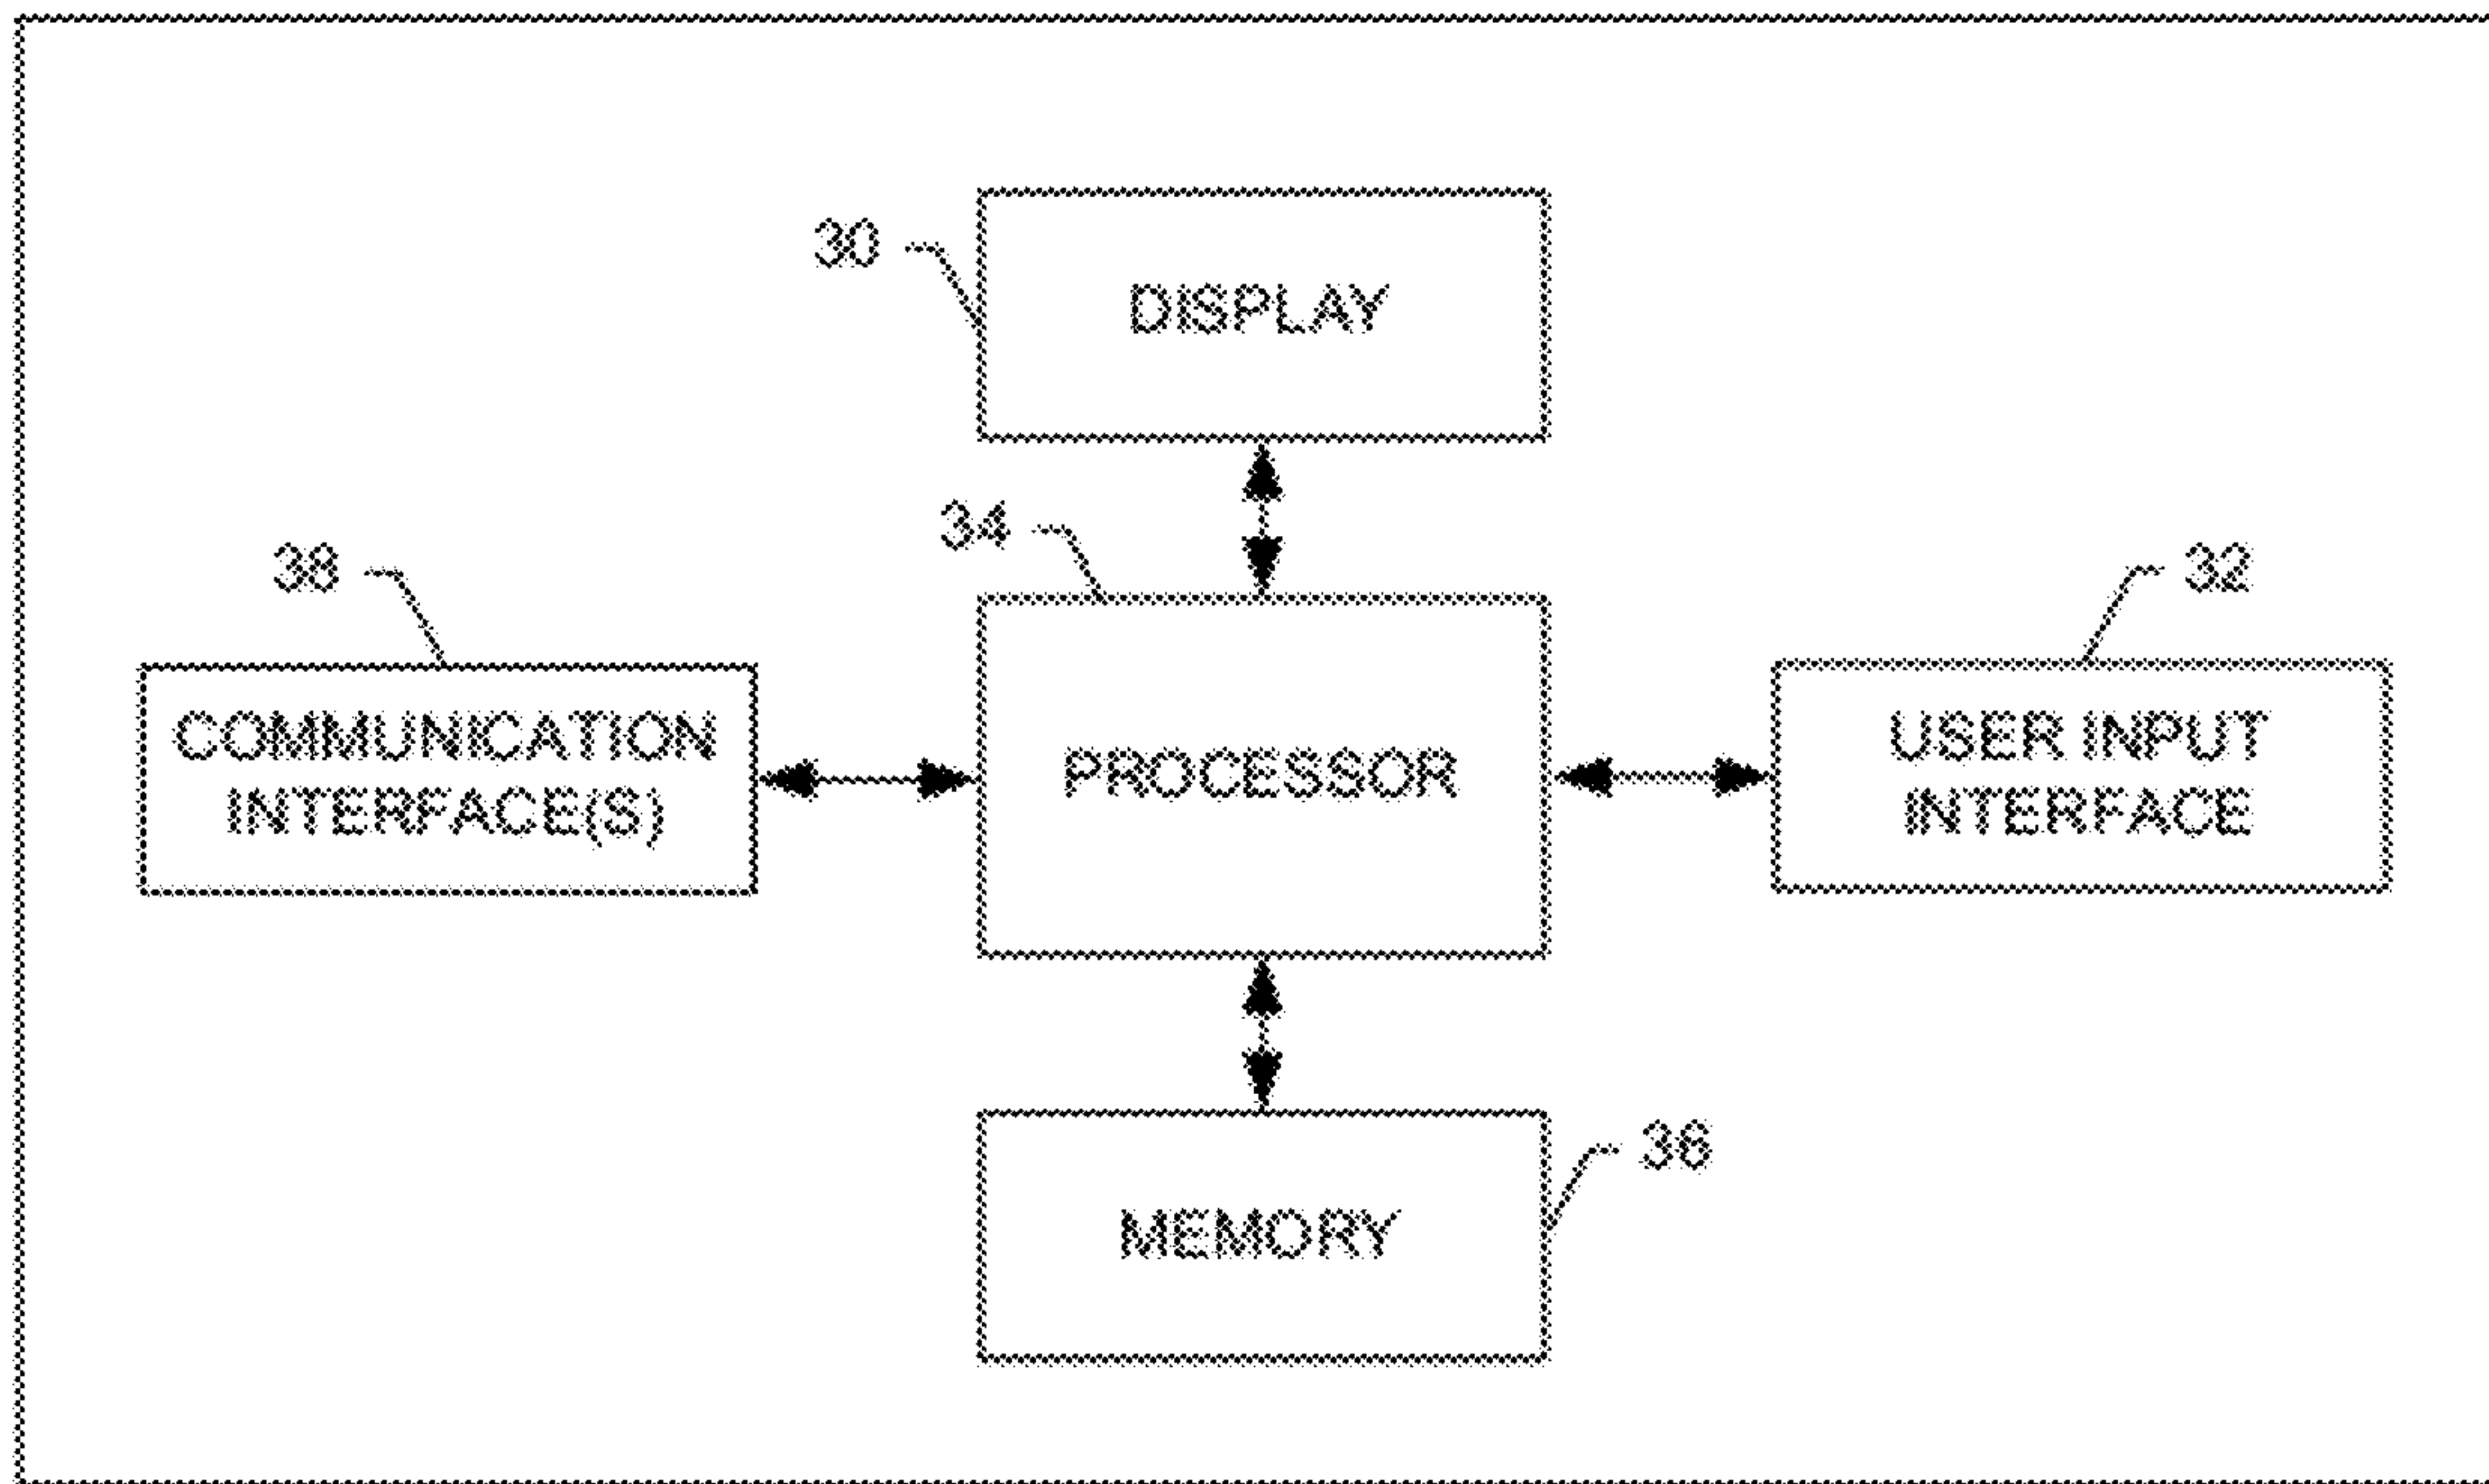 30
DISPLAY
34
38
32
COMMUNICATION
INTERFACE(S)
PROCESSOR
USER INPUT
INTERFACE
36
MEMORY